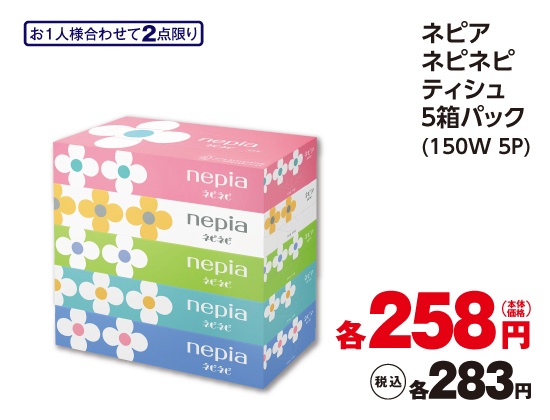 お1人様合わせて2点限り
ネピア
ネピネピ
ティシュ
5箱パック
(150W 5P)
nepia
nepia
ネピネピ
nepia
ネピネピ
nepia
ネピネピ
nepia
ネピネピ
nepia
ネピネピ
各258円(本体価格)
税込 各283円